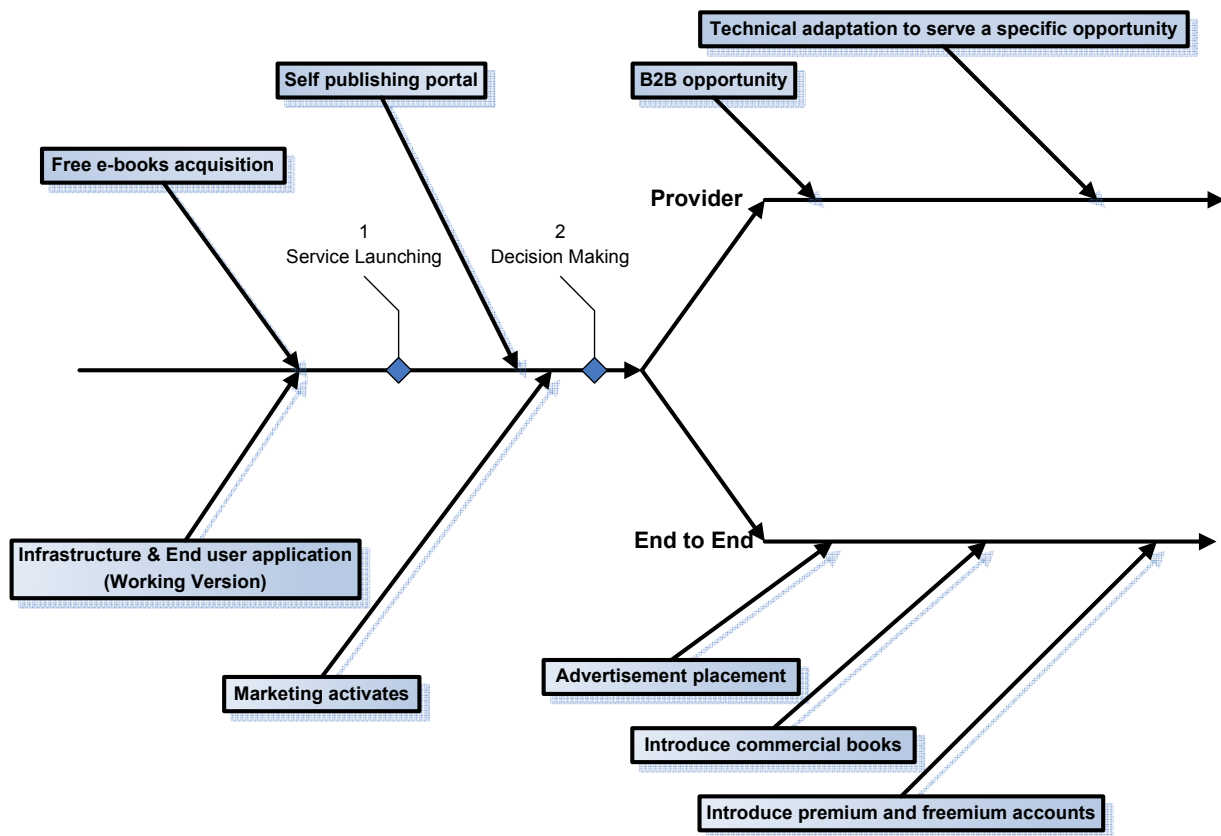 Technical adaptation to serve a specific opportunity
Self publishing portal
B2B opportunity
Free e-books acquisition
Provider
1
Service Launching
2
Decision Making
End to End
Infrastructure & End user application
(Working Version)
Advertisement placement
Marketing activates
Introduce commercial books
Introduce premium and freemium accounts